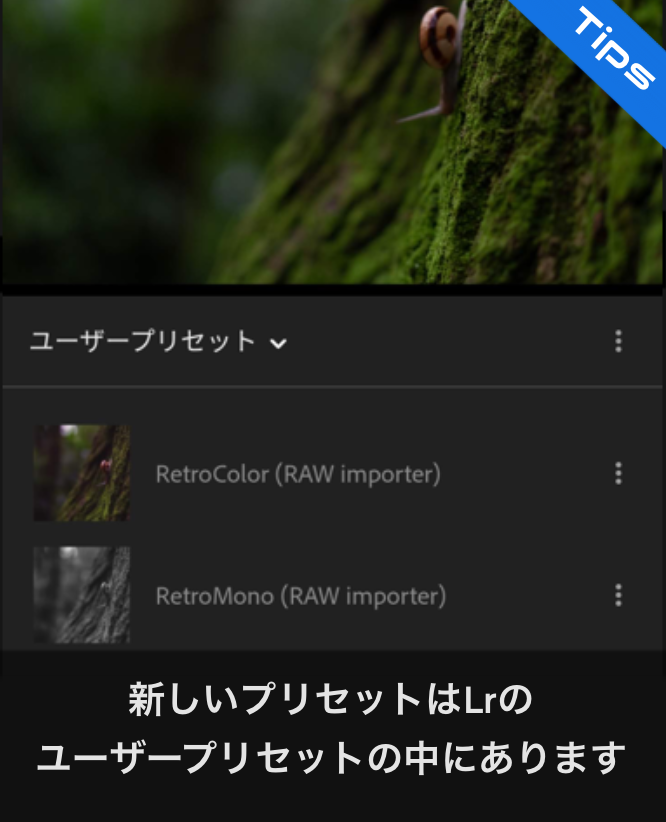 Tips
ユーザープリセット
RetroColor (RAW importer)
RetroMono (RAW importer)
新しいプリセットはLrの
ユーザープリセットの中にあります